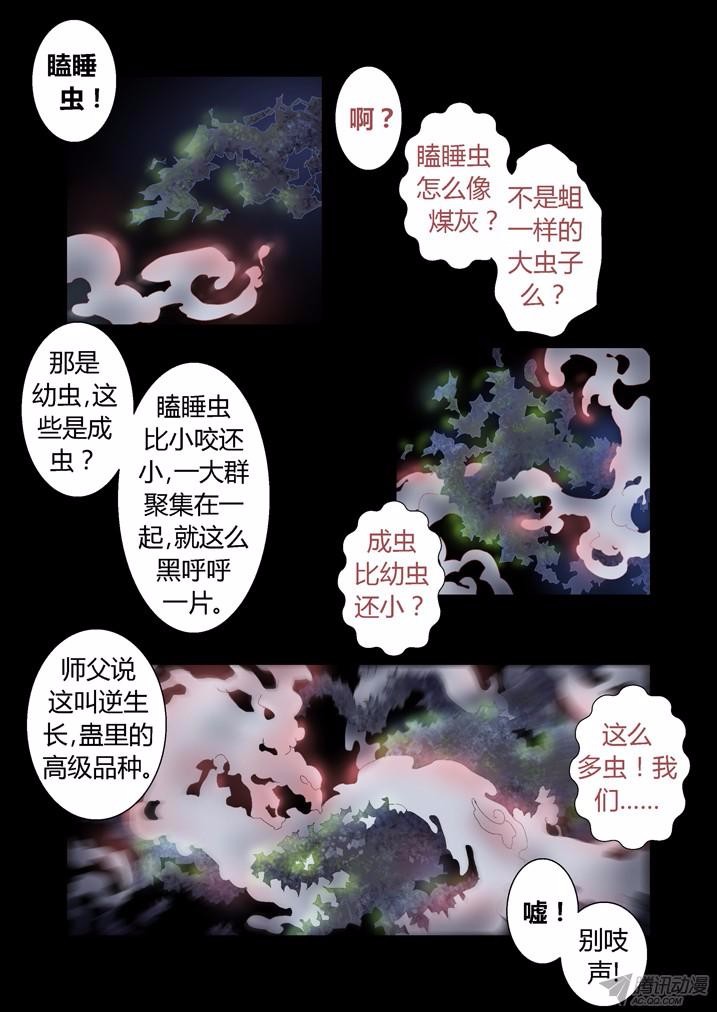 瞌睡
虫！
啊？
瞌睡虫
怎么像
煤灰？
不是蛆
一样的
大虫子
么？
那是
幼虫，这
些是成
虫？
瞌睡虫
比小咬还
小，一大群
聚集在一
起，就这么
黑呼呼
一片。
成虫
比幼虫
还小？
师父说
这叫逆生
长，蛊里的
高级品种。
这么
多虫！我
们……
嘘！
别吱
声！
腾讯动漫
AC.QQ.COM